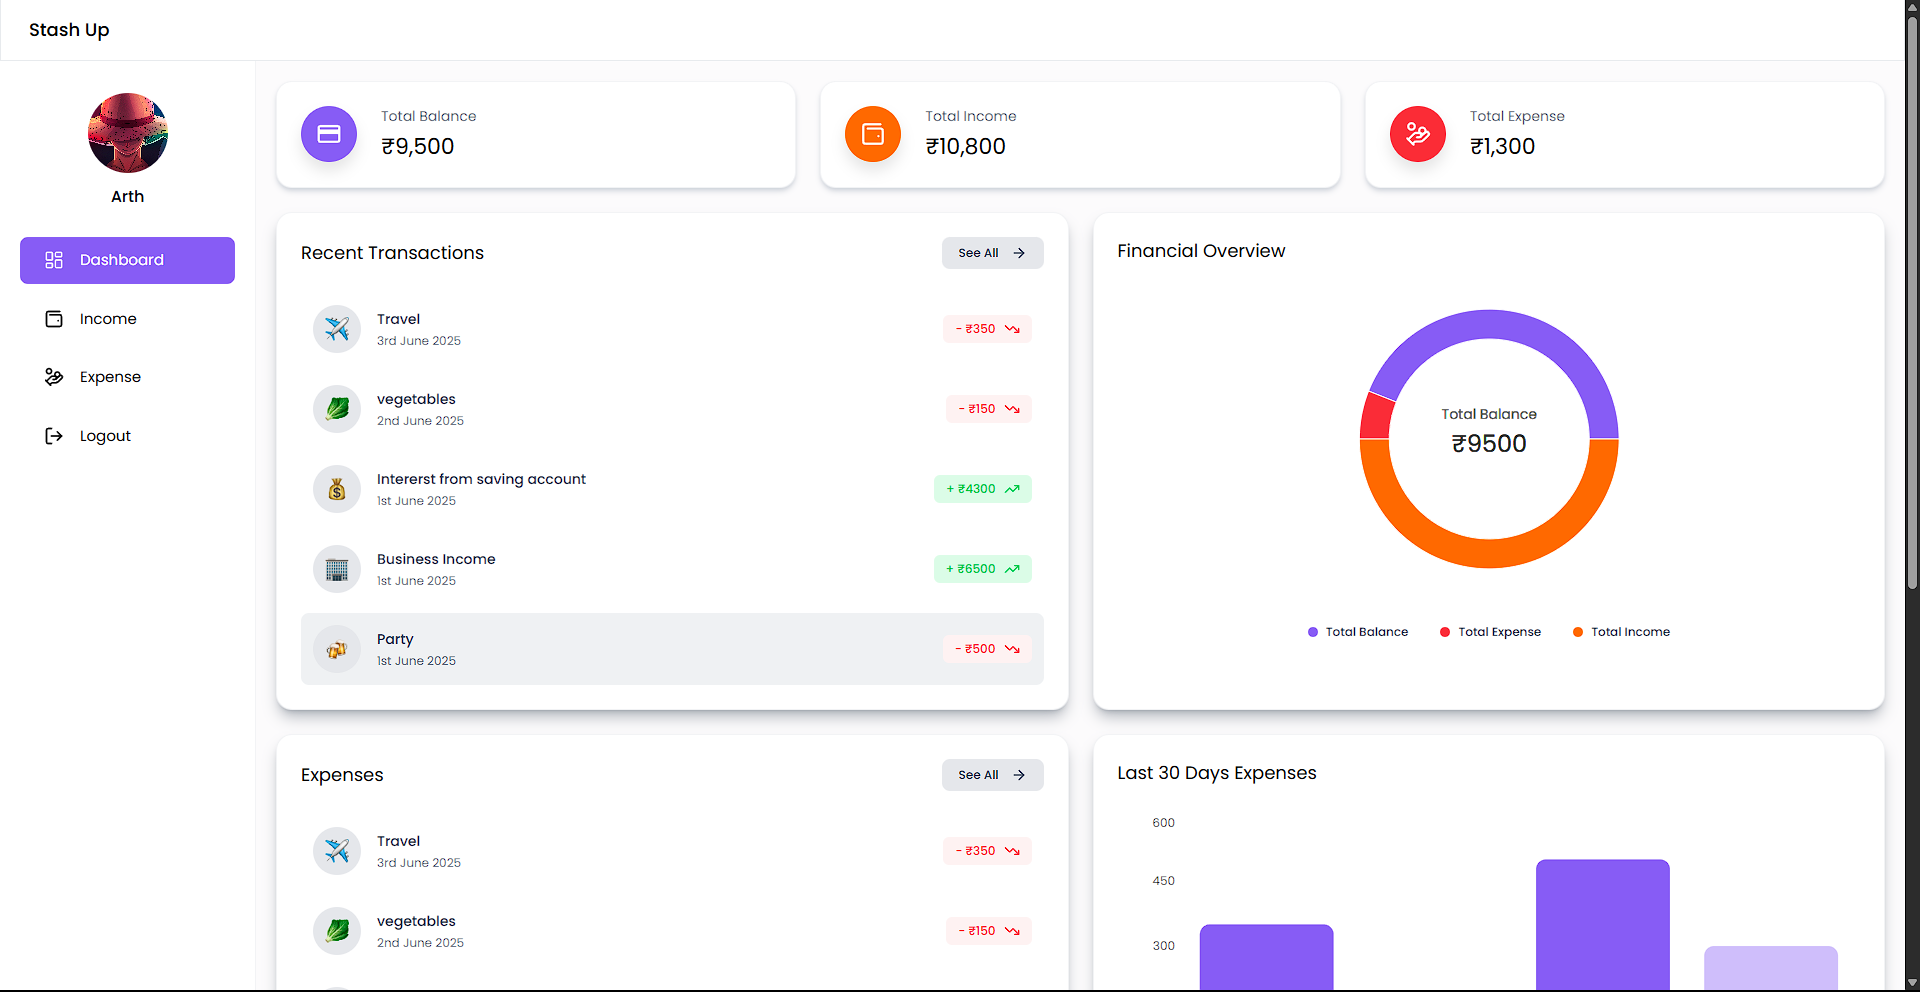 Stash Up
Arth
Dashboard
Income
Expense
Logout
Total Balance
₹9,500
Total Income
₹10,800
Total Expense
₹1,300
Recent Transactions
See All
Travel
3rd June 2025
- ₹350
vegetables
2nd June 2025
- ₹150
Intererst from saving account
1st June 2025
+ ₹4300
Business Income
1st June 2025
+ ₹6500
Party
1st June 2025
- ₹500
Financial Overview
Total Balance
₹9500
Total Balance
Total Expense
Total Income
Expenses
See All
Travel
3rd June 2025
- ₹350
vegetables
2nd June 2025
- ₹150
Last 30 Days Expenses
600
450
300